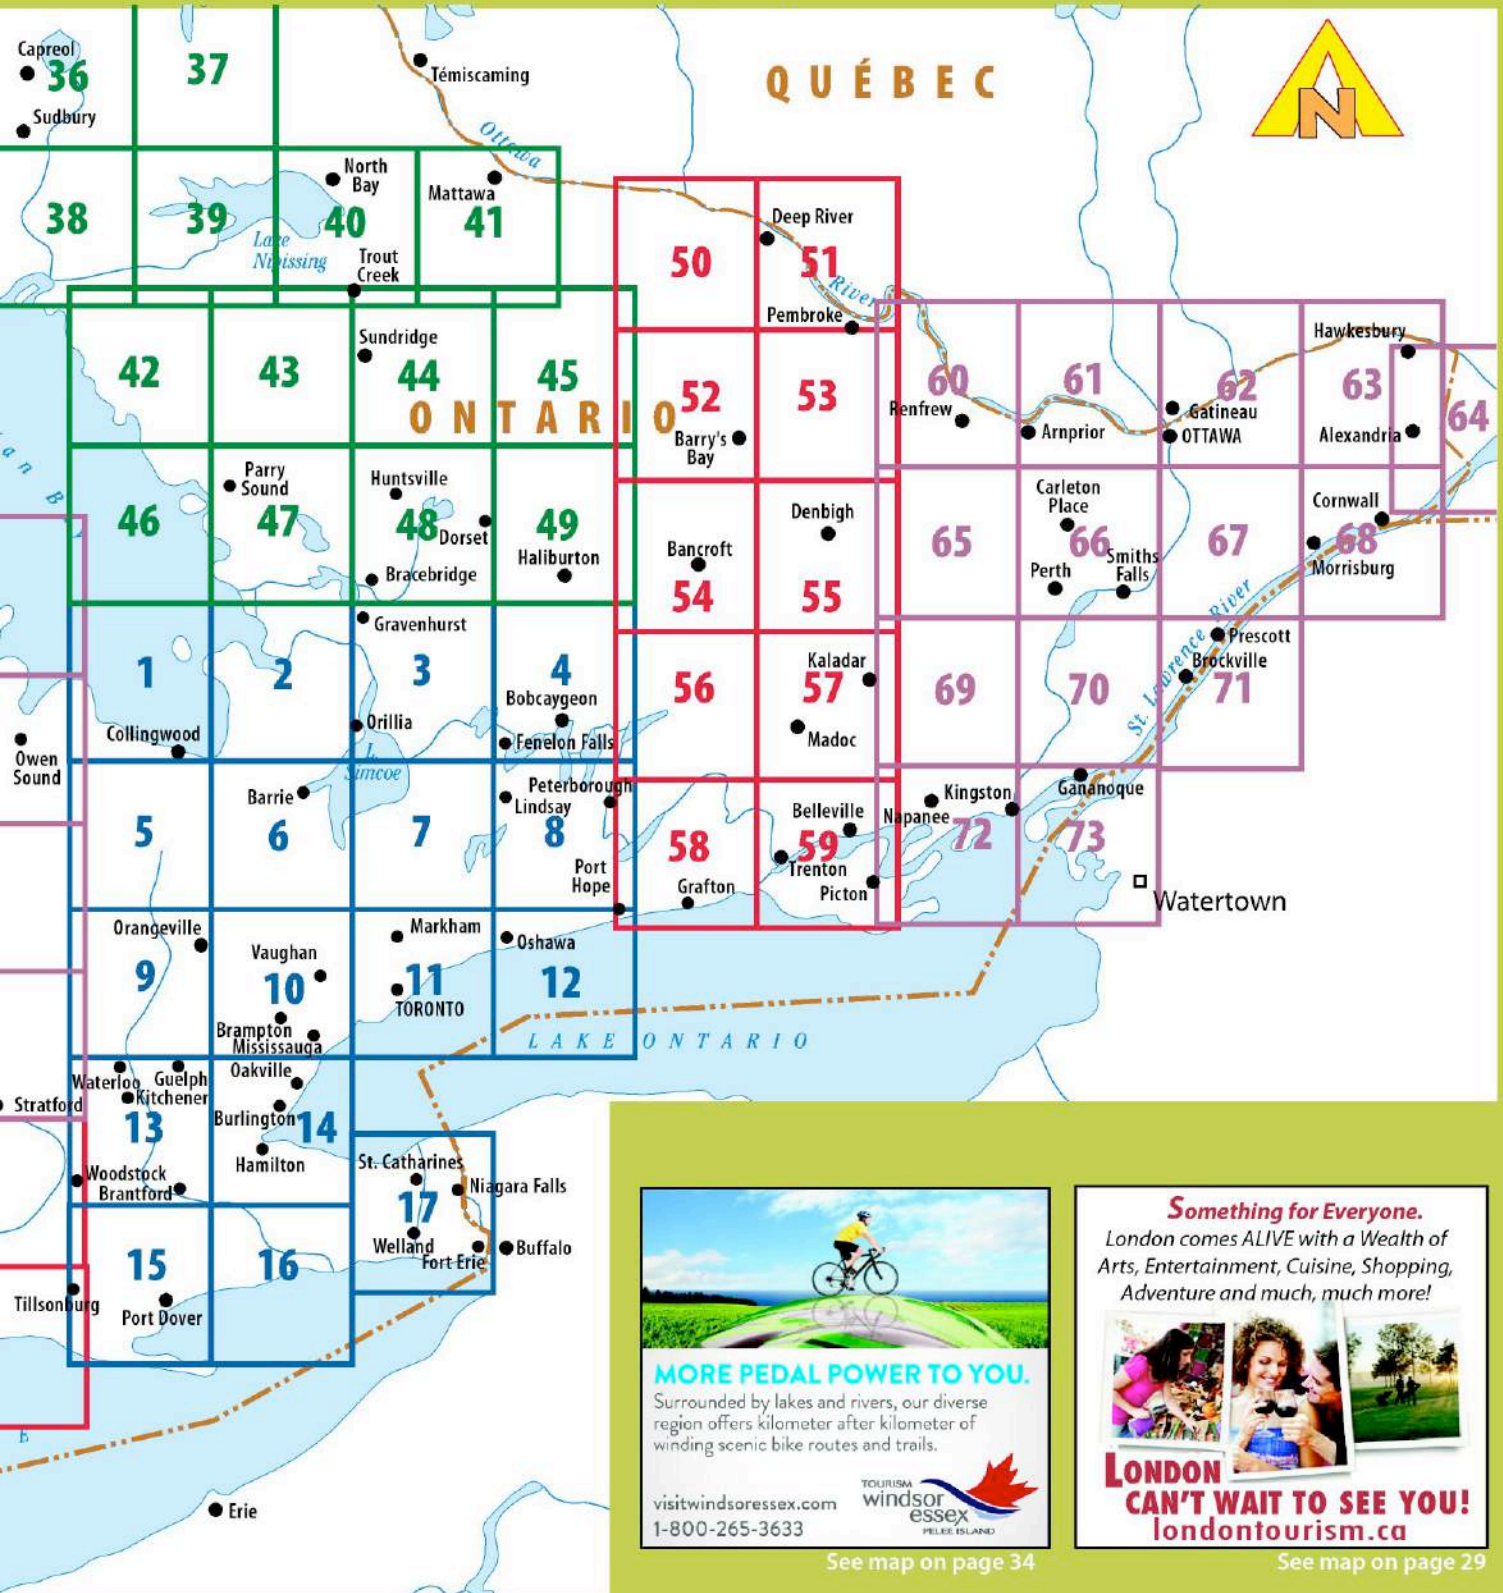 Capreol
36
37
Sudbury
Témiscaming
QUÉBEC
N
Ottawa
North
Bay
Mattawa
38
39
40
41
Lake
Nipissing
Trout
Creek
Deep River
50
51
River
Pembroke
Sundridge
42
43
44
45
ONTARIO
52
53
Barry's
Bay
Hawkesbury
60
61
62
63
64
Renfrew
Arnprior
Gatineau
OTTAWA
Alexandria
an B
Parry
Sound
Huntsville
46
47
48
49
Dorset
Haliburton
Bracebridge
Bancroft
Denbigh
54
55
Carleton
Place
65
66
67
68
Perth
Smiths
Falls
Cornwall
Morrisburg
Gravenhurst
1
2
3
4
Bobcaygeon
Collingwood
Orillia
Fenelon Falls
L.
Simcoe
Owen
Sound
Kaladar
56
57
Madoc
69
70
71
St. Lawrence River
Prescott
Brockville
Barrie
5
6
7
8
Peterborough
Lindsay
Port
Hope
58
59
Belleville
Trenton
Picton
Grafton
Napanee
Kingston
Gananoque
72
73
Watertown
Orangeville
Vaughan
Markham
Oshawa
9
10
11
12
TORONTO
Brampton
Mississauga
LAKE ONTARIO
Waterloo
Guelph
Kitchener
Oakville
Stratford
13
Burlington
14
Hamilton
Woodstock
Brantford
St. Catharines
Niagara Falls
17
Welland
Fort Erie
Buffalo
15
16
Tillsonburg
Port Dover
E
Erie
MORE PEDAL POWER TO YOU.
Surrounded by lakes and rivers, our diverse
region offers kilometer after kilometer of
winding scenic bike routes and trails.
visitwindsoressex.com
1-800-265-3633
TOURISM
windsor
essex
PELEE ISLAND
See map on page 34
Something for Everyone.
London comes ALIVE with a Wealth of
Arts, Entertainment, Cuisine, Shopping,
Adventure and much, much more!
LONDON
CAN'T WAIT TO SEE YOU!
londontourism.ca
See map on page 29